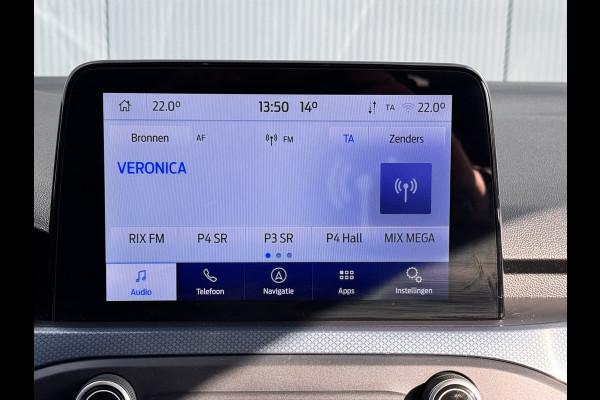 22.0° 13:50 14° TA 22.0°
Bronnen AF FM TA Zenders
VERONICA
RIX FM P4 SR P3 SR P4 Hall MIX MEGA
Audio Telefoon Navigatie Apps Instellingen